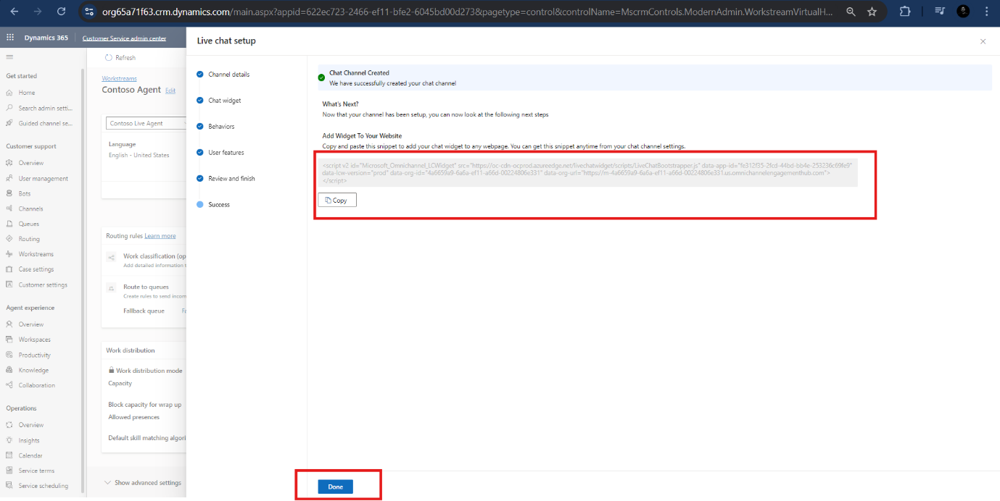 org65a71f63.crm.dynamics.com/main.aspx?appid=622ec723-2466-ef11-bfe2-6045bd00d273&pagetype=control&controlName=MscrmControls.ModernAdmin.WorkstreamVirtualH...
Dynamics 365
Customer Service admin center
Get started
Home
Search admin setti...
Guided channel se...
Customer support
Overview
User management
Bots
Channels
Queues
Routing
Workstreams
Case settings
Customer settings
Agent experience
Overview
Workspaces
Productivity
Knowledge
Collaboration
Operations
Overview
Insights
Calendar
Service terms
Service scheduling
Refresh
Workstreams
Contoso Agent Edit
Contoso Live Agent
Language
English - United States
Routing rules Learn more
Work classification (op
Add detailed information t
Route to queues
Create rules to send incom
Fallback queue Fa
Work distribution
Work distribution mode
Capacity
Block capacity for wrap up
Allowed presences
Default skill matching algori
Show advanced settings
Live chat setup
Channel details
Chat widget
Behaviors
User features
Review and finish
Success
Chat Channel Created
We have successfully created your chat channel
What's Next?
Now that your channel has been setup, you can now look at the following next steps
Add Widget To Your Website
Copy and paste this snippet to add your chat widget to any webpage. You can get this snippet anytime from your chat channel settings.
<script v2 id="Microsoft_Omnichannel_LCWidget" src="https://oc-cdn-ocprod.azureedge.net/livechatwidget/scripts/LiveChatBootstrapper.js" data-app-id="fe312f35-2fcd-44bd-bb4e-253236c69fe9"
data-lcw-version="prod" data-org-id="4a6659a9-6a6a-ef11-a66d-00224806e331" data-org-url="https://m-4a6659a9-6a6a-ef11-a66d-00224806e331.us.omnichannelengagementhub.com">
</script>
Copy
Done